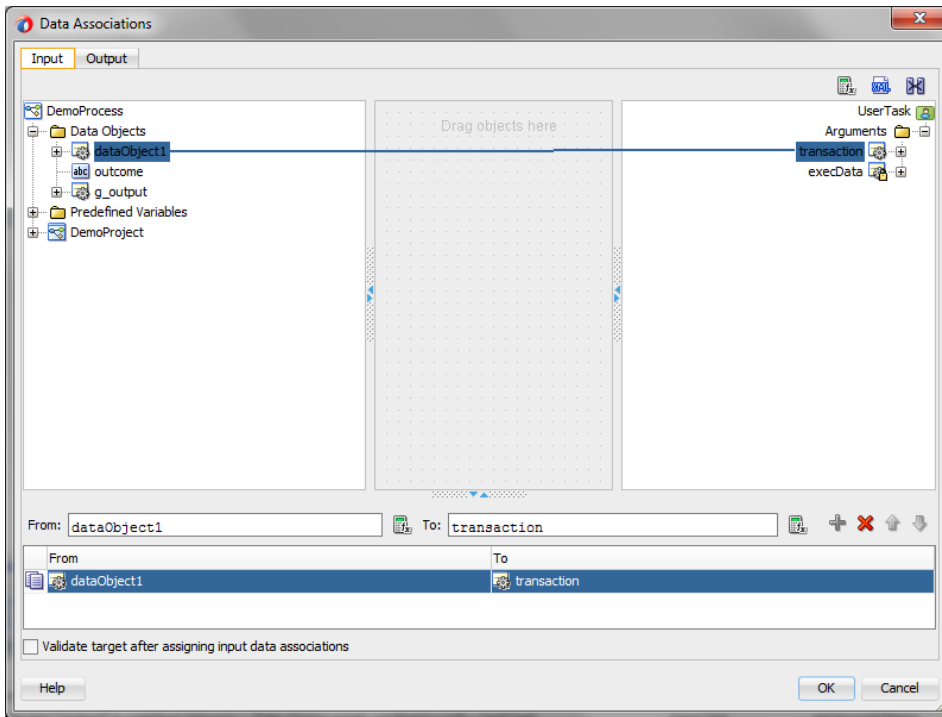 Data Associations
Input Output
XML
DemoProcess
Data Objects
dataObject1
abc outcome
g_output
Predefined Variables
DemoProject
Drag objects here
UserTask
Arguments
transaction
execData
From: dataObject1 To: transaction
From To
dataObject1 transaction
Validate target after assigning input data associations
Help OK Cancel